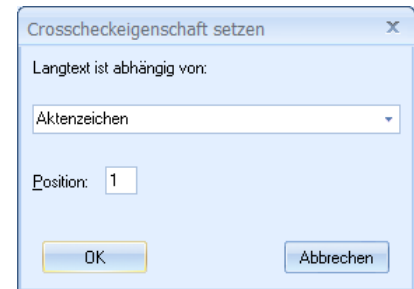 Crosscheckeigenschaft setzen
Langtext ist abhängig von:
Aktenzeichen
Position: 1
OK Abbrechen